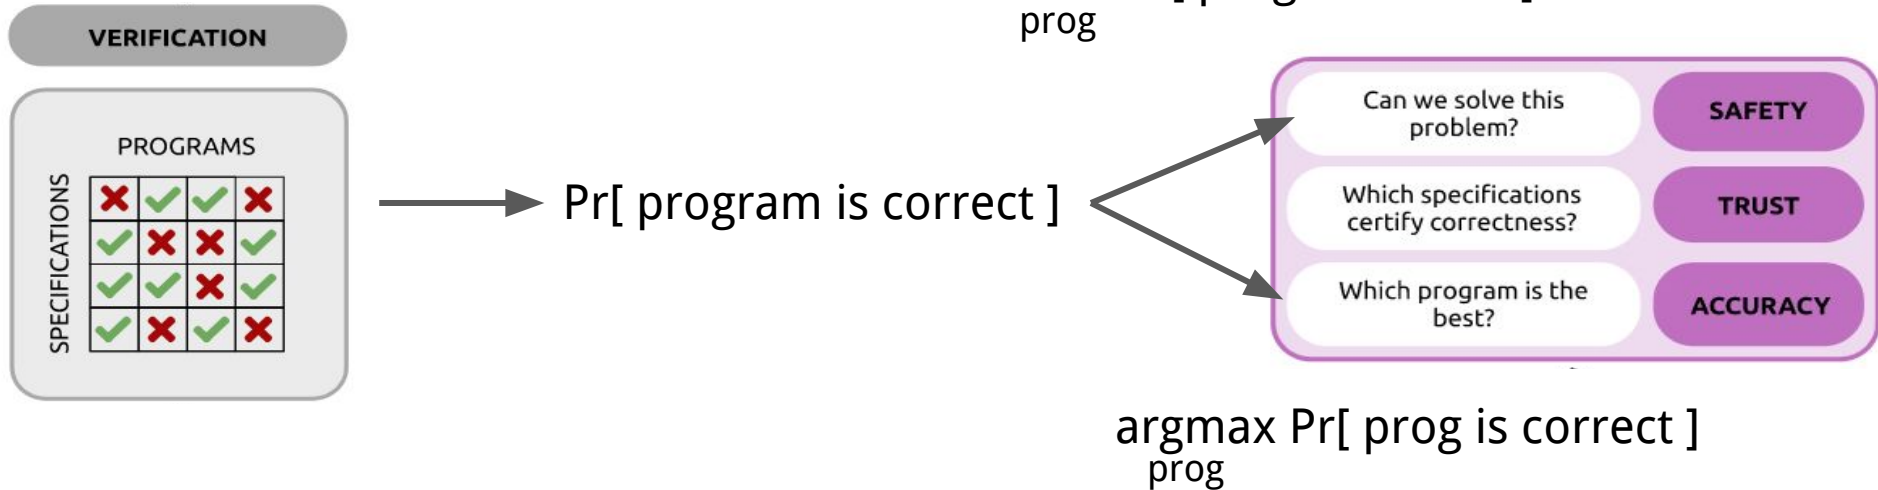 prog
VERIFICATION
PROGRAMS
SPECIFICATIONS
Pr[ program is correct ]
Can we solve this
problem?
SAFETY
Which specifications
certify correctness?
TRUST
Which program is the
best?
ACCURACY
argmax Pr[ prog is correct ]
prog